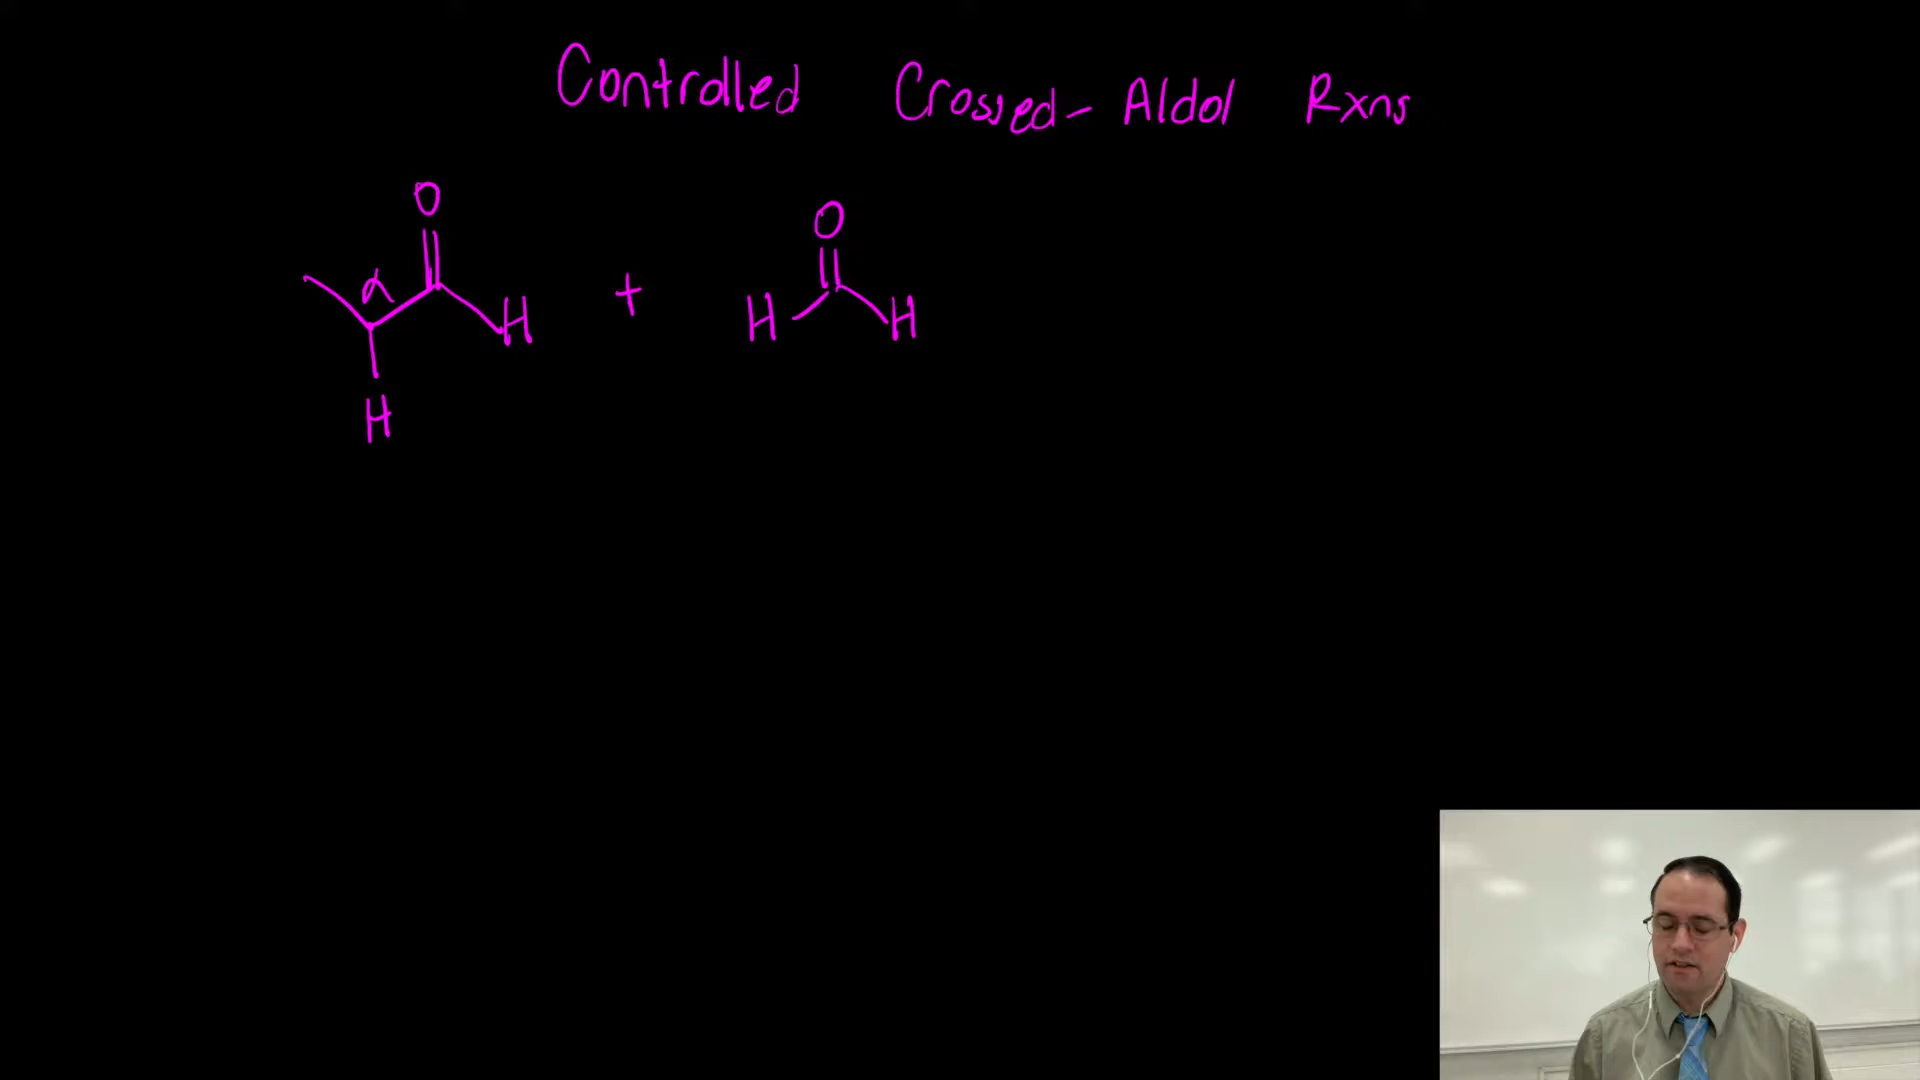 Controlled Crossed-Aldol Rxns
O
O
α
H
+
H
H
H